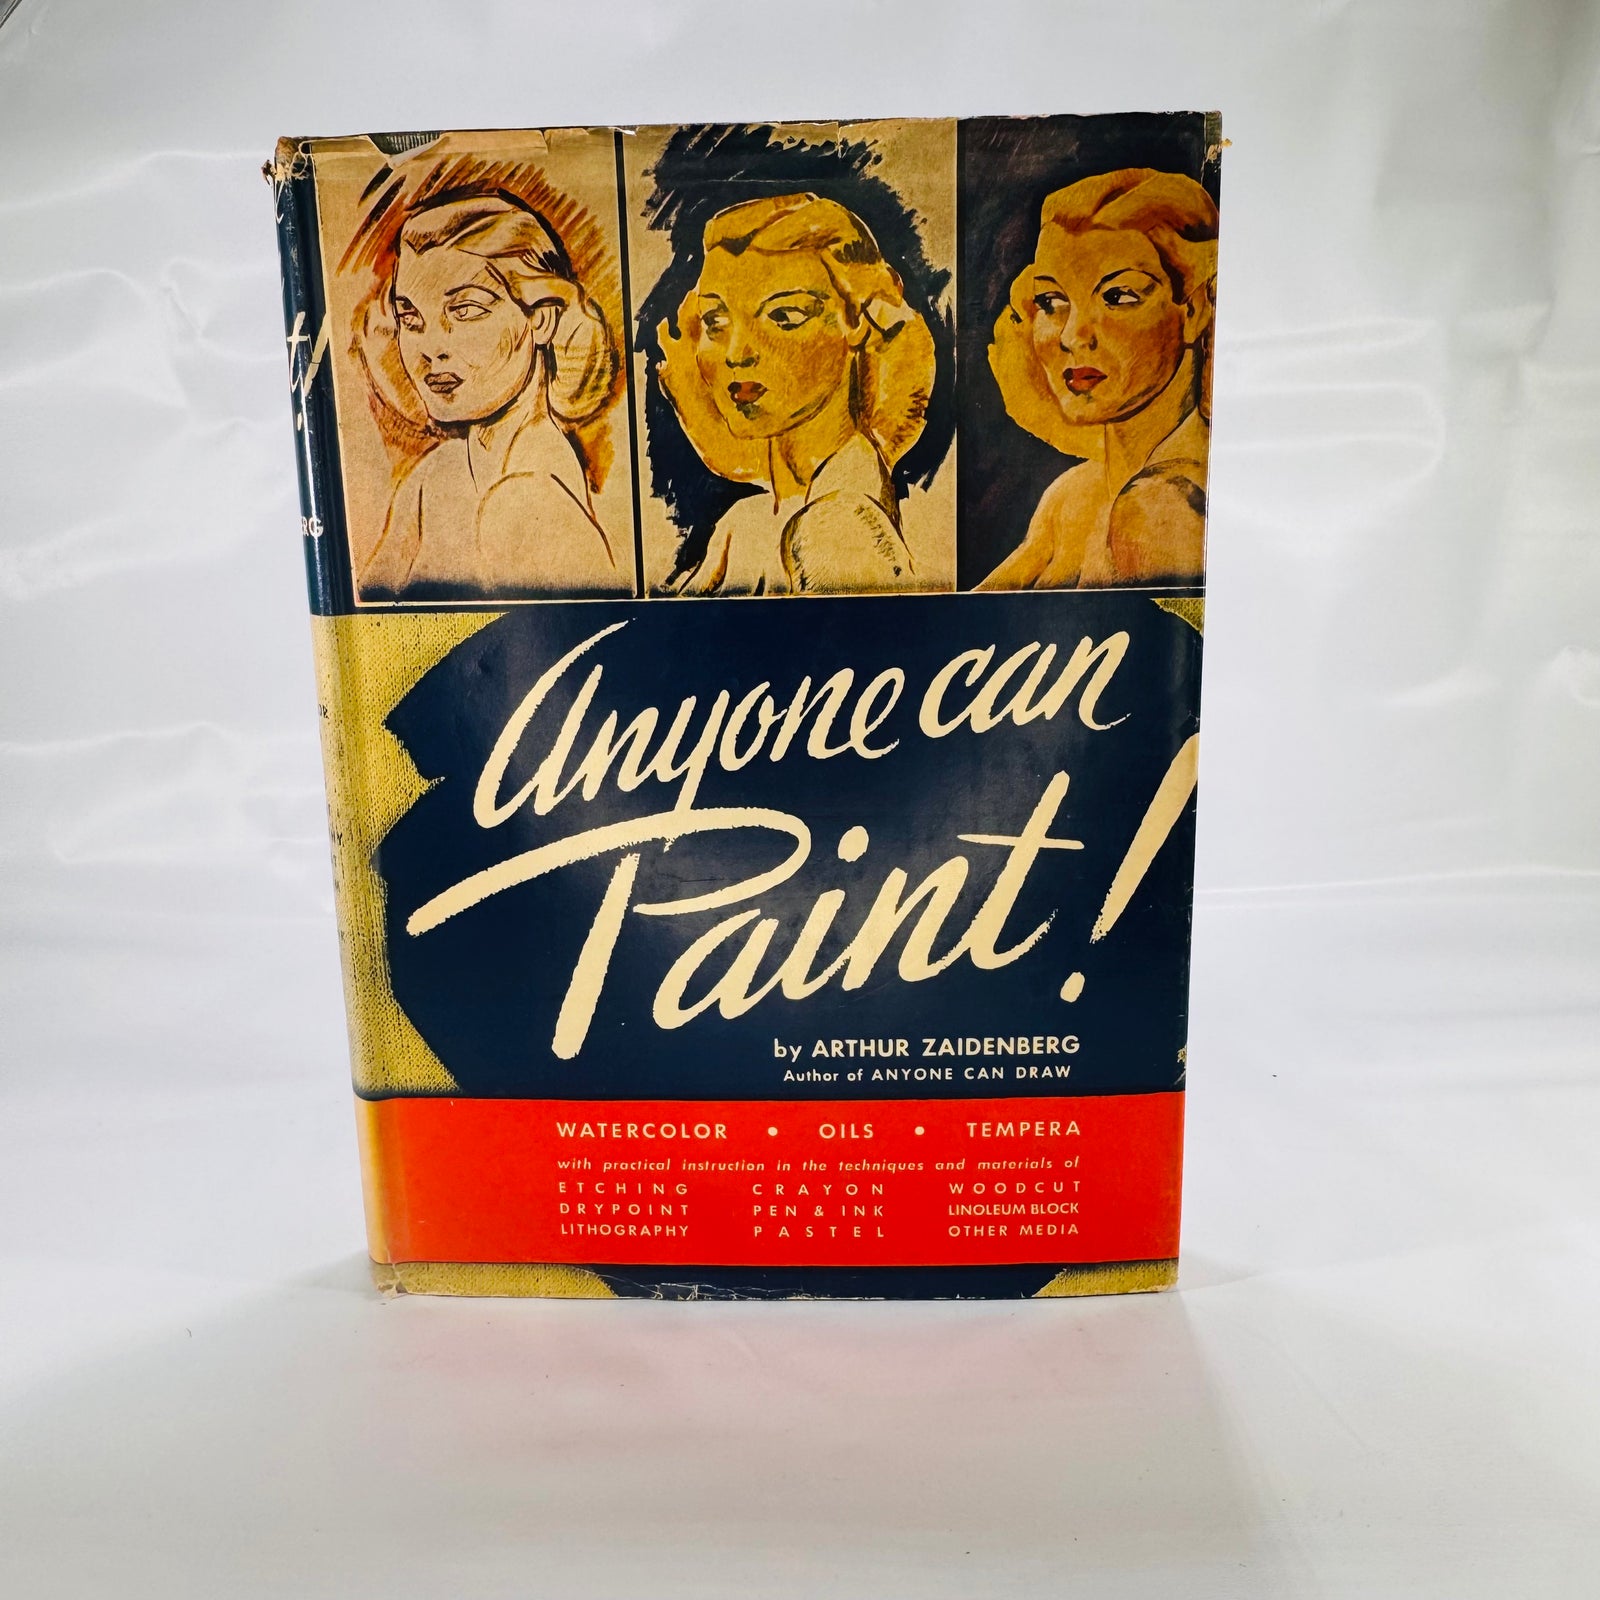 Anyone can
Paint!
by ARTHUR ZAIDENBERG
Author of ANYONE CAN DRAW
WATERCOLOR • OILS • TEMPERA
with practical instruction in the techniques and materials of
ETCHING CRAYON WOODCUT
DRYPOINT PEN & INK LINOLEUM BLOCK
LITHOGRAPHY PASTEL OTHER MEDIA